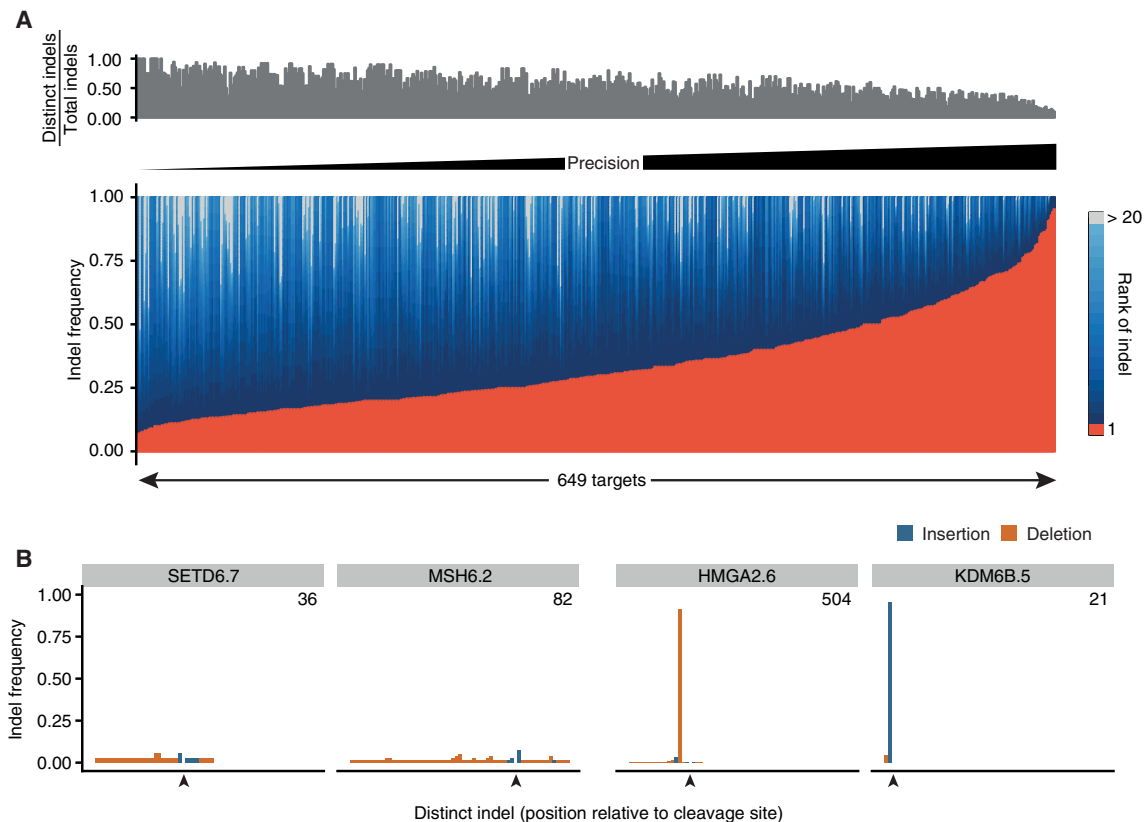 A
Distinct indels
Total indels
1.00
0.50
0.00
Precision
Indel frequency
1.00
0.75
0.50
0.25
0.00
> 20
Rank of indel
1
649 targets
Insertion
Deletion
B
SETD6.7
MSH6.2
HMGA2.6
KDM6B.5
36
82
504
21
Indel frequency
1.00
0.75
0.50
0.25
0.00
Distinct indel (position relative to cleavage site)